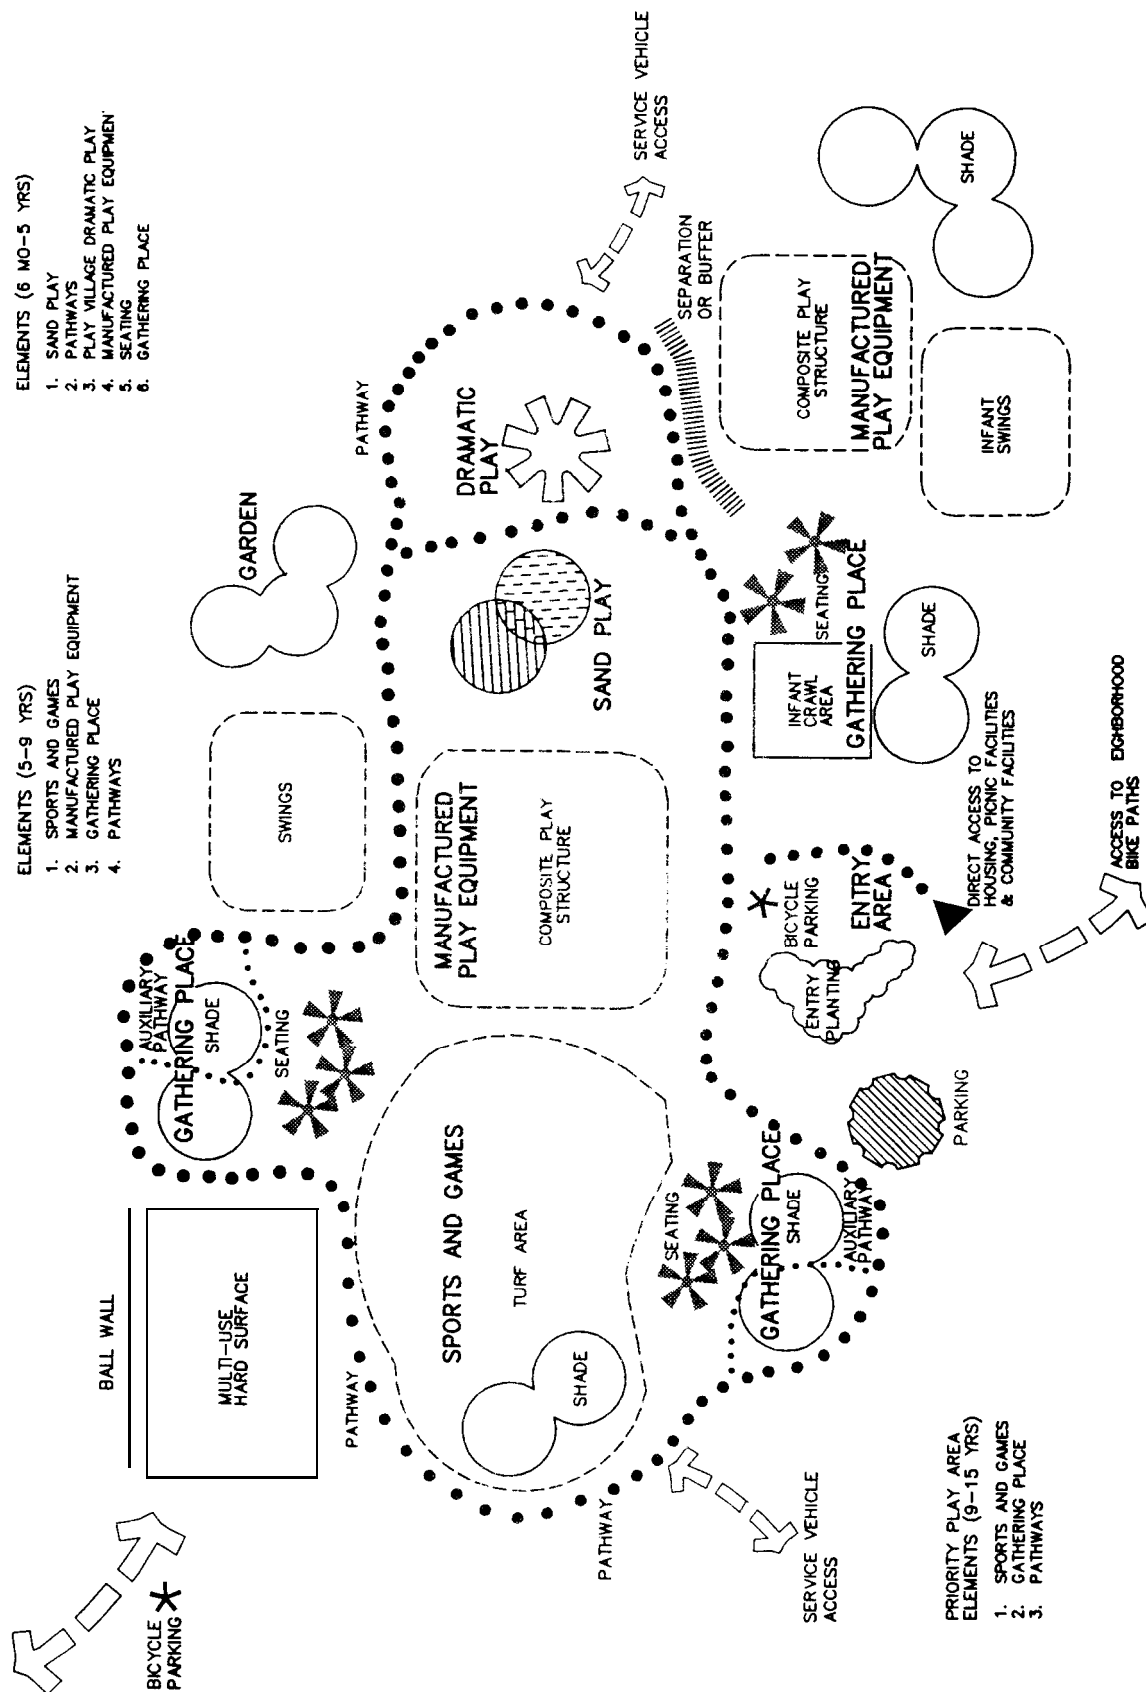 BICYCLE
PARKING
BALL WALL
MULTI-USE
HARD SURFACE
AUXILIARY
PATHWAY
GATHERING PLACE
SHADE
SEATING
ELEMENTS (5-9 YRS)
1. SPORTS AND GAMES
2. MANUFACTURED PLAY EQUIPMENT
3. GATHERING PLACE
4. PATHWAYS
ELEMENTS (6 MO-5 YRS)
1. SAND PLAY
2. PATHWAYS
3. PLAY VILLAGE DRAMATIC PLAY
4. MANUFACTURED PLAY EQUIPMEN
5. SEATING
6. GATHERING PLACE
SWINGS
GARDEN
PATHWAY
PATHWAY
SPORTS AND GAMES
TURF AREA
SHADE
MANUFACTURED
PLAY EQUIPMENT
COMPOSITE PLAY
STRUCTURE
SAND PLAY
DRAMATIC
PLAY
SERVICE VEHICLE
ACCESS
SEPARATION
OR BUFFER
PATHWAY
SERVICE VEHICLE
ACCESS
SEATING
GATHERING PLACE
SHADE
AUXILIARY
PATHWAY
PARKING
ENTRY
PLANTING
BICYCLE
PARKING
ENTRY
AREA
INFANT
CRAWL
AREA
SEATING
GATHERING PLACE
SHADE
COMPOSITE PLAY
STRUCTURE
MANUFACTURED
PLAY EQUIPMENT
INFANT
SWINGS
SHADE
DIRECT ACCESS TO
HOUSING, PICNIC FACILITIES
& COMMUNITY FACILITIES
ACCESS TO EIGHBORHOOD
BIKE PATHS
PRIORITY PLAY AREA
ELEMENTS (9-15 YRS)
1. SPORTS AND GAMES
2. GATHERING PLACE
3. PATHWAYS